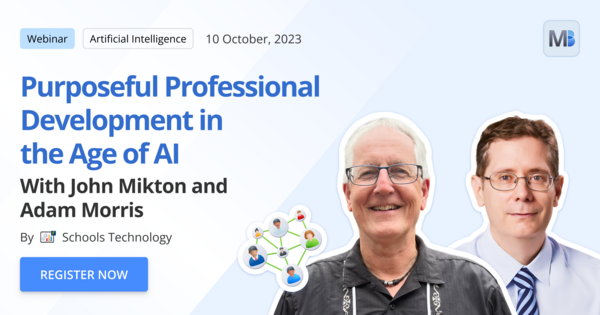 Webinar
Artificial Intelligence
10 October, 2023
MB
Purposeful Professional
Development in
the Age of AI
With John Mikton and
Adam Morris
By Schools Technology
REGISTER NOW